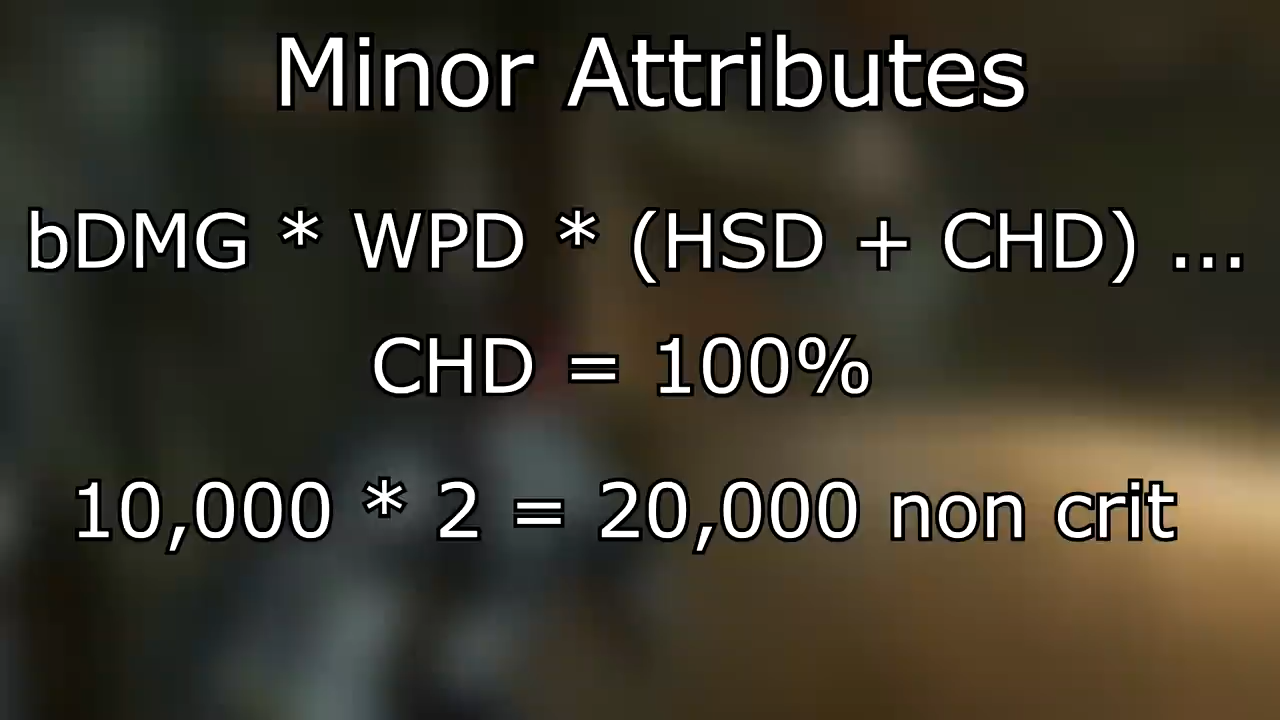 Minor Attributes
bDMG * WPD * (HSD + CHD) ...
CHD = 100%
10,000 * 2 = 20,000 non crit